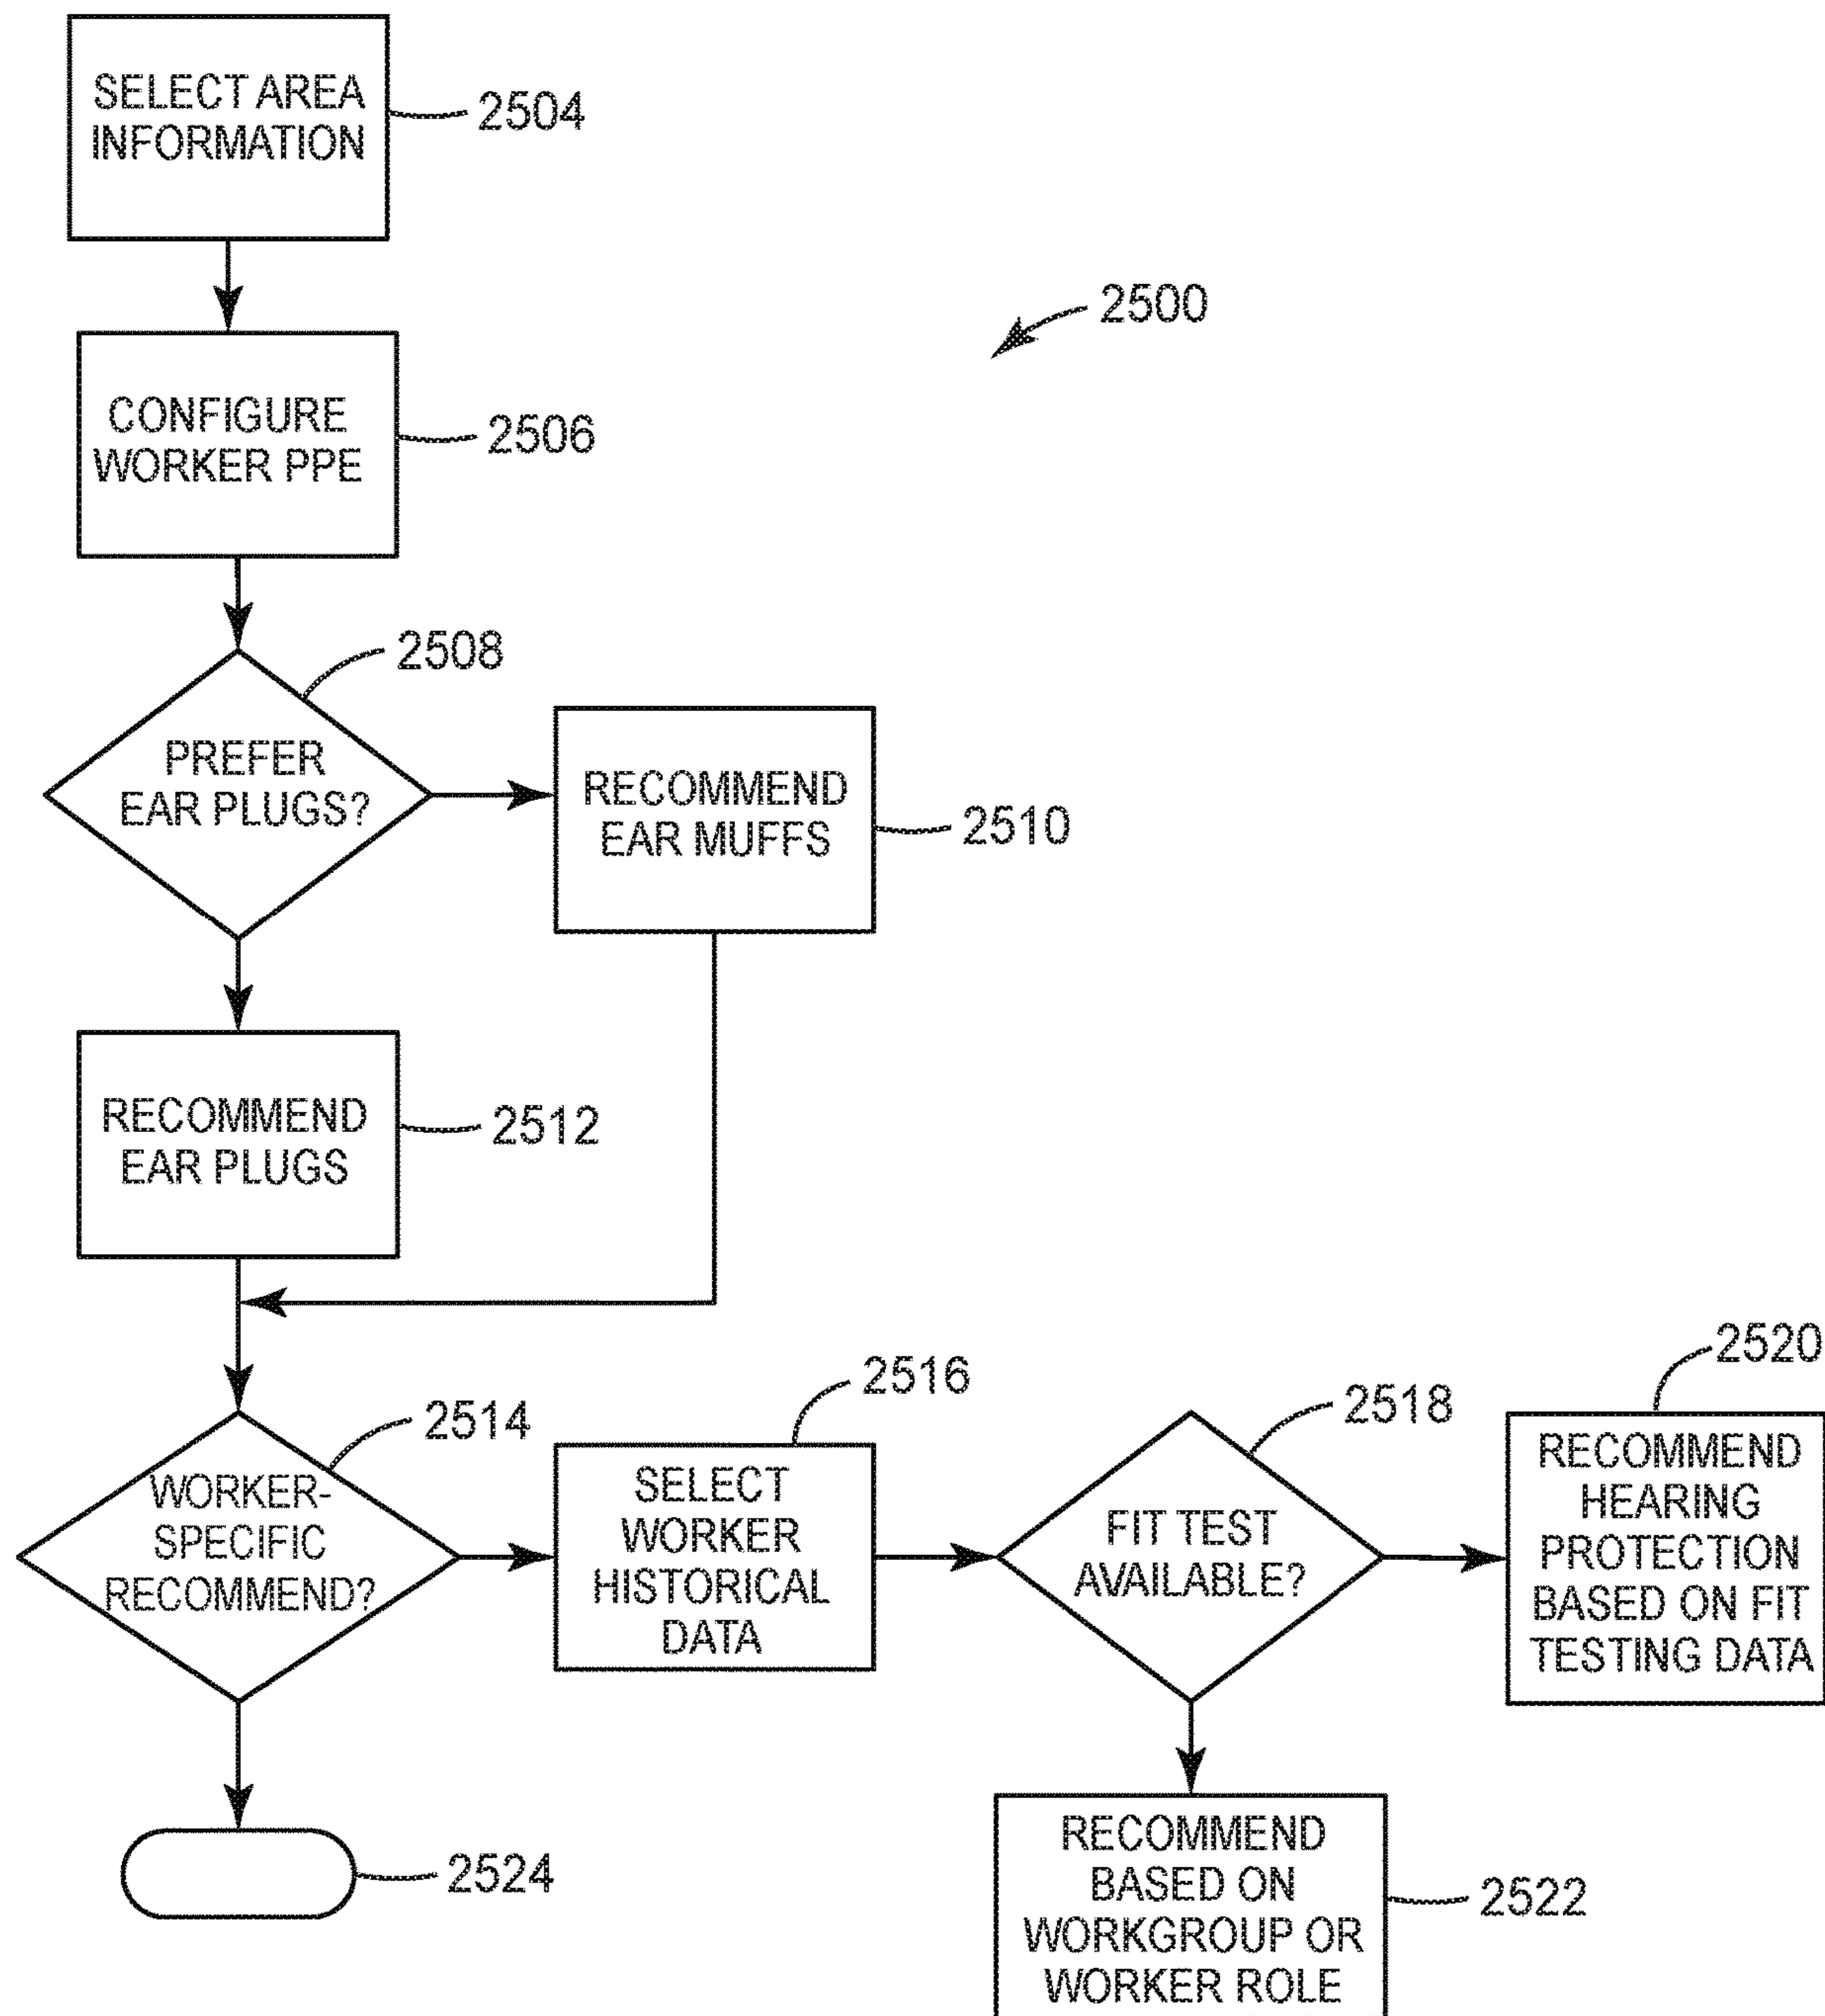 SELECT AREA
INFORMATION
2504
2500
CONFIGURE
WORKER PPE
2506
2508
PREFER
EAR PLUGS?
RECOMMEND
EAR MUFFS
2510
RECOMMEND
EAR PLUGS
2512
2514
WORKER-
SPECIFIC
RECOMMEND?
2516
SELECT
WORKER
HISTORICAL
DATA
2518
FIT TEST
AVAILABLE?
2520
RECOMMEND
HEARING
PROTECTION
BASED ON FIT
TESTING DATA
RECOMMEND
BASED ON
WORKGROUP OR
WORKER ROLE
2522
2524